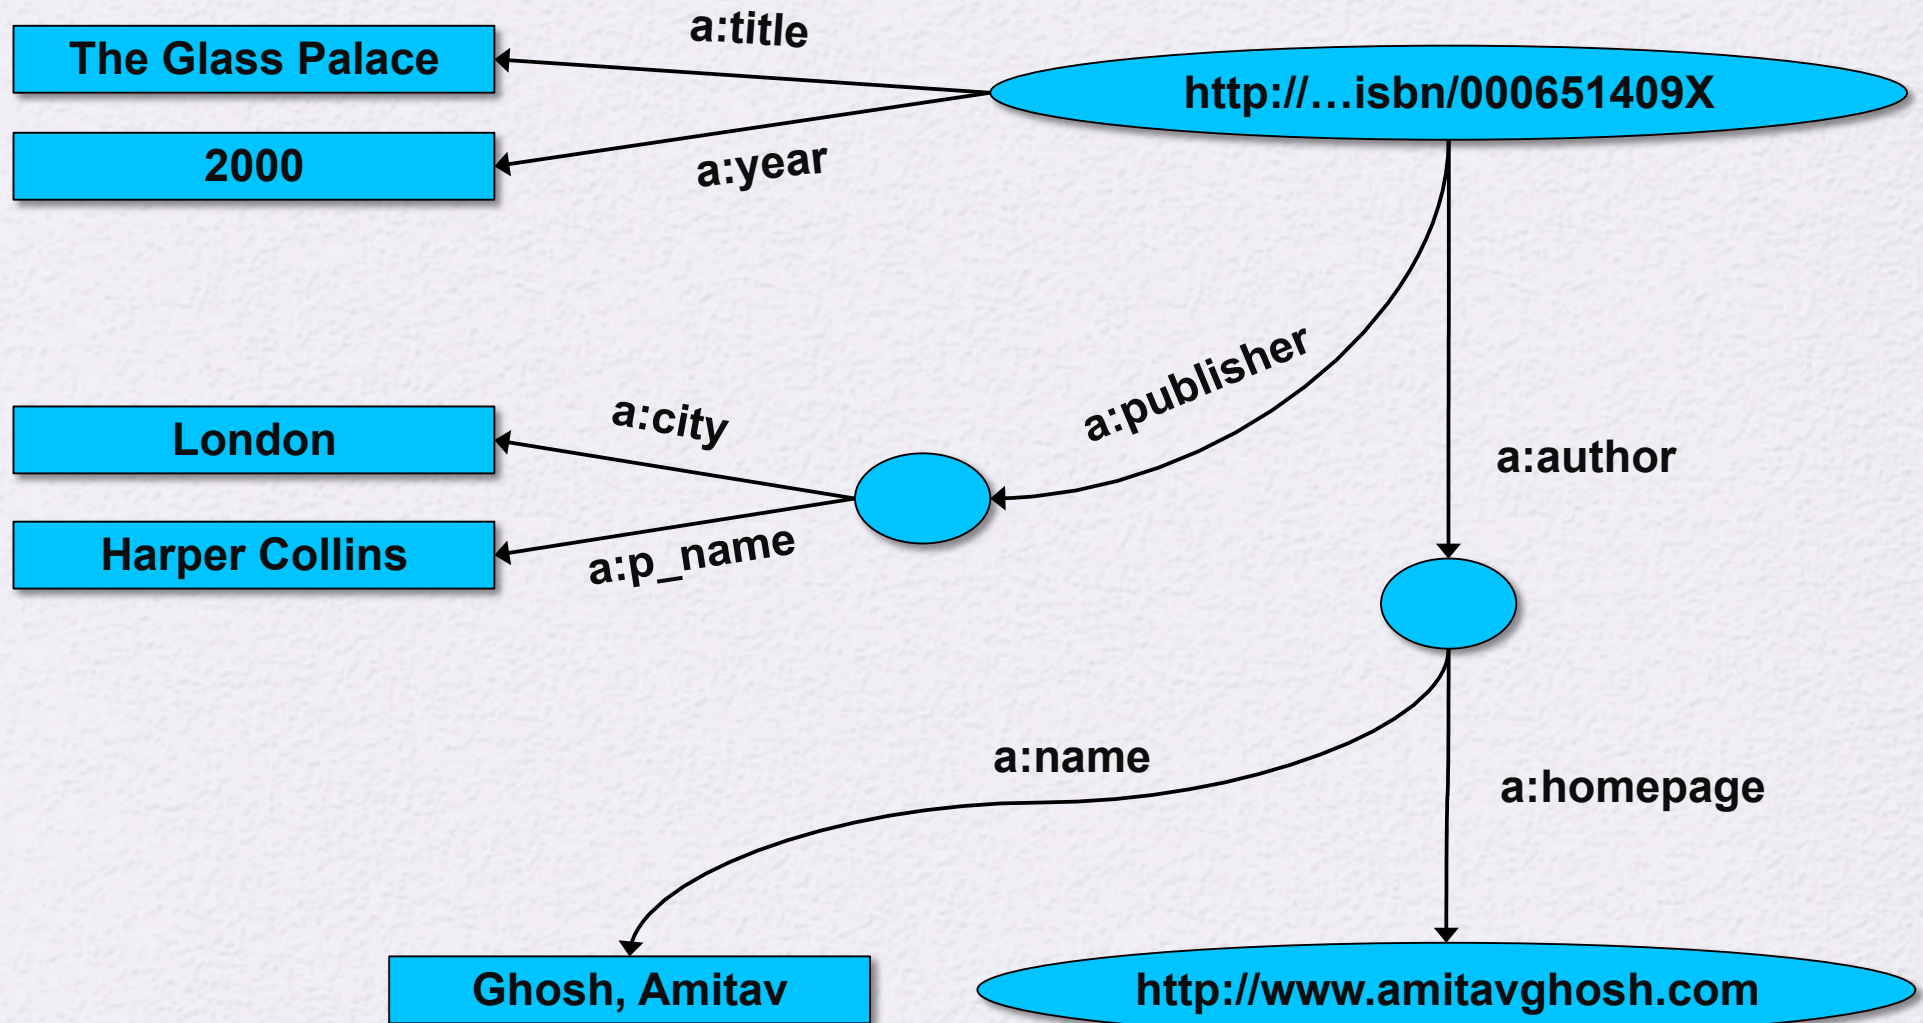 a:title
The Glass Palace
http://…isbn/000651409X
2000
a:year
a:publisher
a:city
London
a:author
Harper Collins
a:p_name
a:name
a:homepage
Ghosh, Amitav
http://www.amitavghosh.com